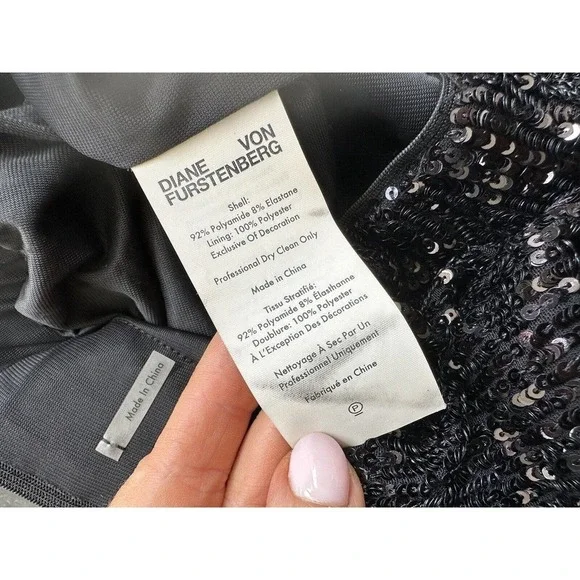 DIANE VON
FURSTENBERG
Shell:
92% Polyamide 8% Elastane
Lining: 100% Polyester
Exclusive Of Decoration
Professional Dry Clean Only
Made in China
Tissu Stratifié:
92% Polyamide 8% Élasthanne
Doublure: 100% Polyester
À L'Exception Des Décorations
Nettoyage À Sec Par Un
Professionel Uniquement
Fabriqué en Chine
P
Made In China